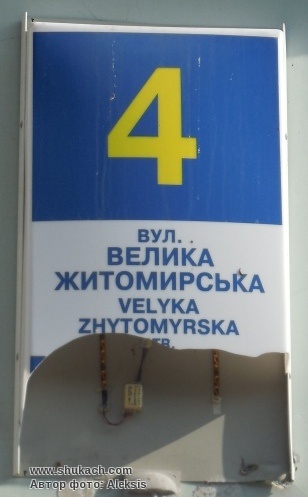 4
ВУЛ.
ВЕЛИКА
ЖИТОМИРСЬКА
VELYKA
ZHYTOMYRSKA
www.shukach.com
Автор фото: Aleksis